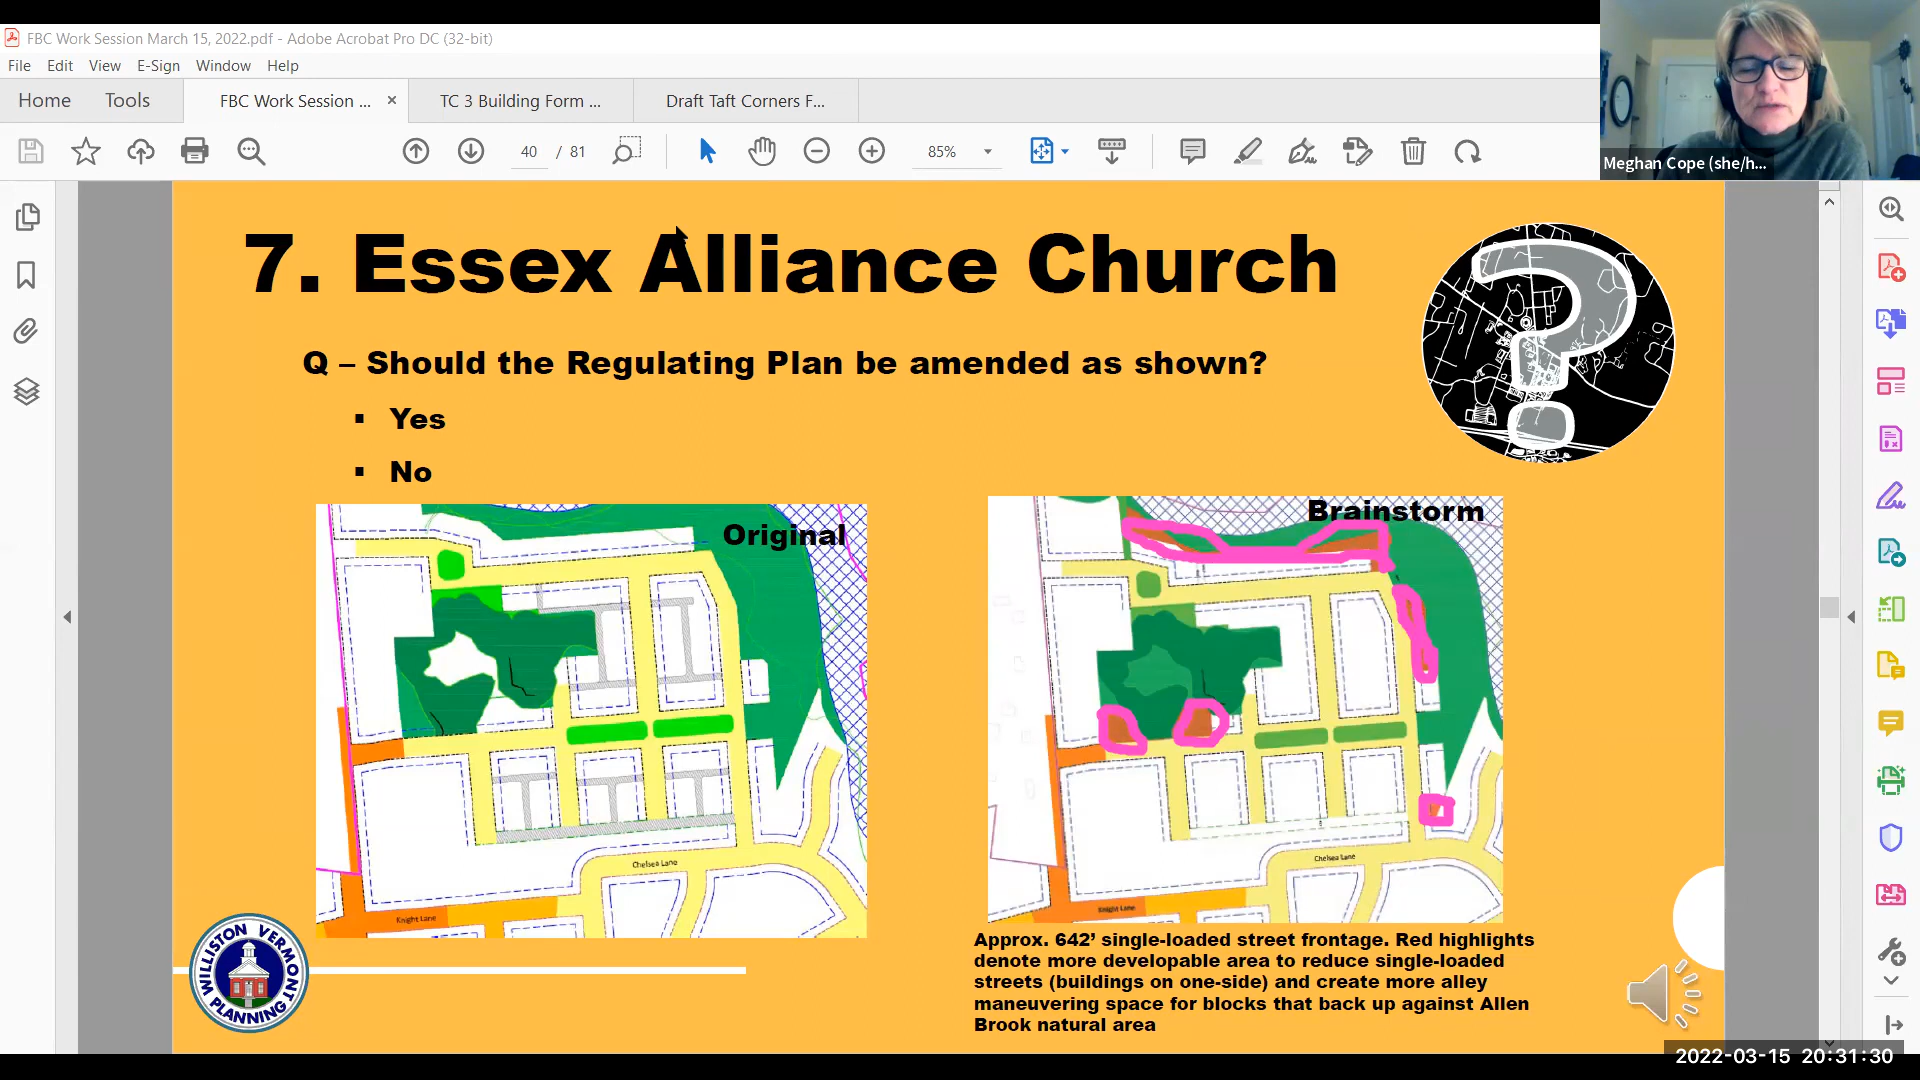 FBC Work Session March 15, 2022.pdf - Adobe Acrobat Pro DC (32-bit)
File Edit View E-Sign Window Help
Home Tools FBC Work Session ... × TC 3 Building Form ... Draft Taft Corners F...
40 / 81 85%
Meghan Cope (she/h...
7. Essex Alliance Church
Q – Should the Regulating Plan be amended as shown?
▪ Yes
▪ No
Original
Brainstorm
Chelsea Lane
Knight Lane
Chelsea Lane
Knight Lane
WILLISTON VERMONT
PLANNING
Approx. 642’ single-loaded street frontage. Red highlights
denote more developable area to reduce single-loaded
streets (buildings on one-side) and create more alley
maneuvering space for blocks that back up against Allen
Brook natural area
2022-03-15 20:31:30